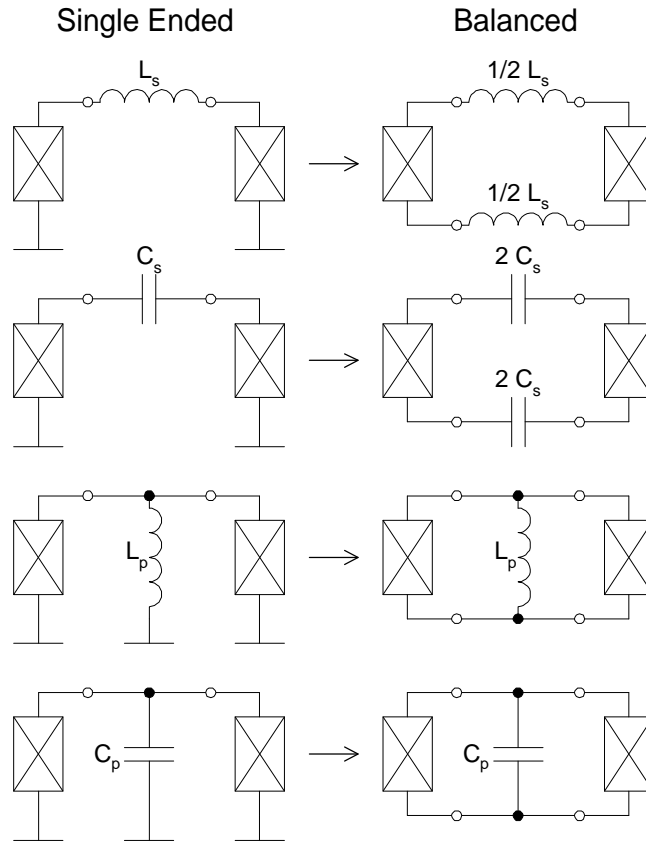 Single Ended
Balanced
Lₛ
1/2 Lₛ
1/2 Lₛ
Cₛ
2 Cₛ
2 Cₛ
Lₚ
Lₚ
Cₚ
Cₚ